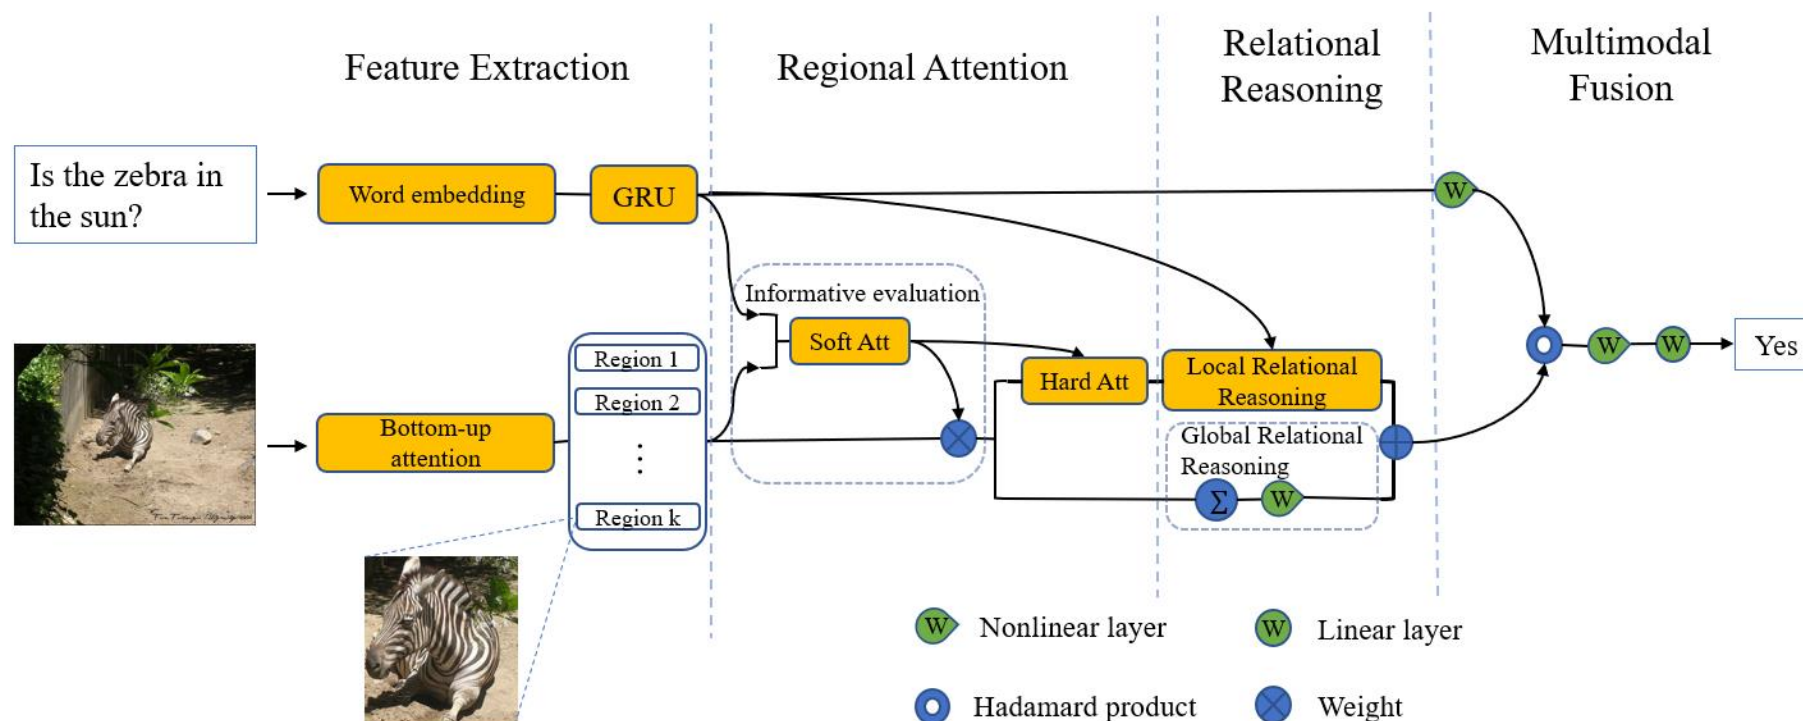 Feature Extraction
Regional Attention
Relational
Reasoning
Multimodal
Fusion
Is the zebra in
the sun?
Word embedding
GRU
W
Informative evaluation
Soft Att
Hard Att
Local Relational
Reasoning
Global Relational
Reasoning
Σ
W
W
W
Yes
Bottom-up
attention
Region 1
Region 2
⋮
Region k
W Nonlinear layer
W Linear layer
Hadamard product
Weight